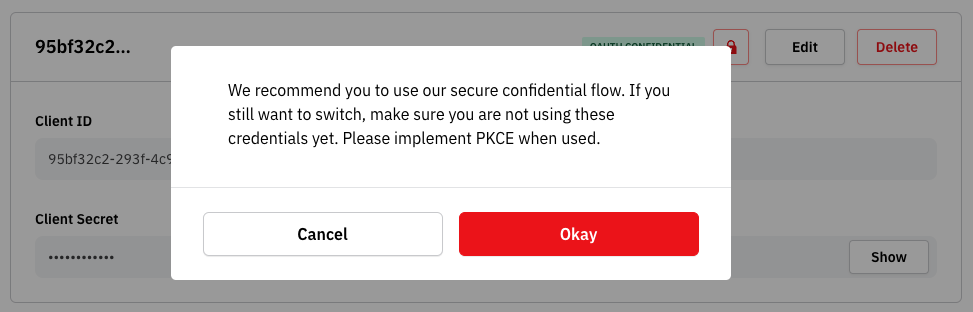 95bf32c2...
OAUTH CONFIDENTIAL
Edit
Delete
We recommend you to use our secure confidential flow. If you
still want to switch, make sure you are not using these
credentials yet. Please implement PKCE when used.
Client ID
95bf32c2-293f-4c9
Client Secret
••••••••••••
Show
Cancel
Okay